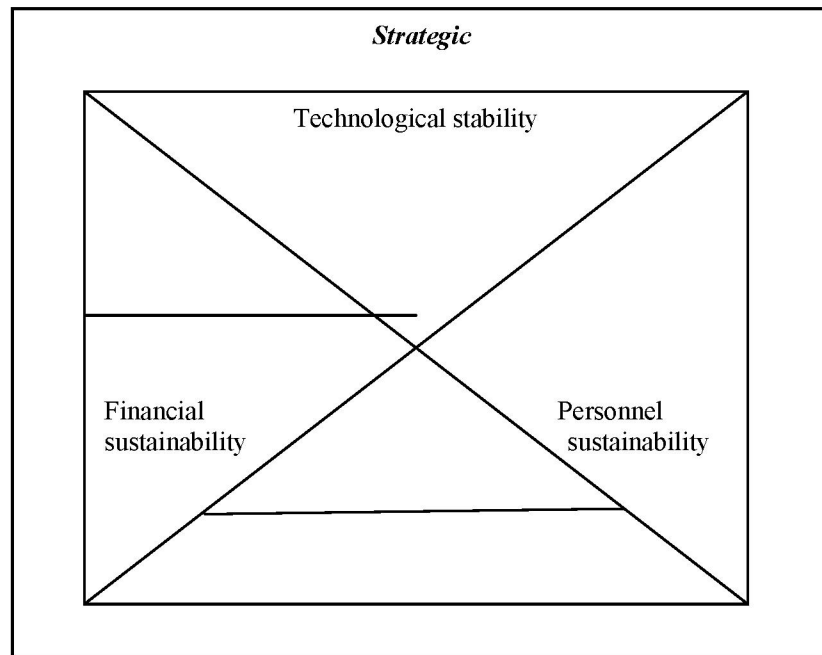 Strategic
Technological stability
Financial
sustainability
Personnel
sustainability